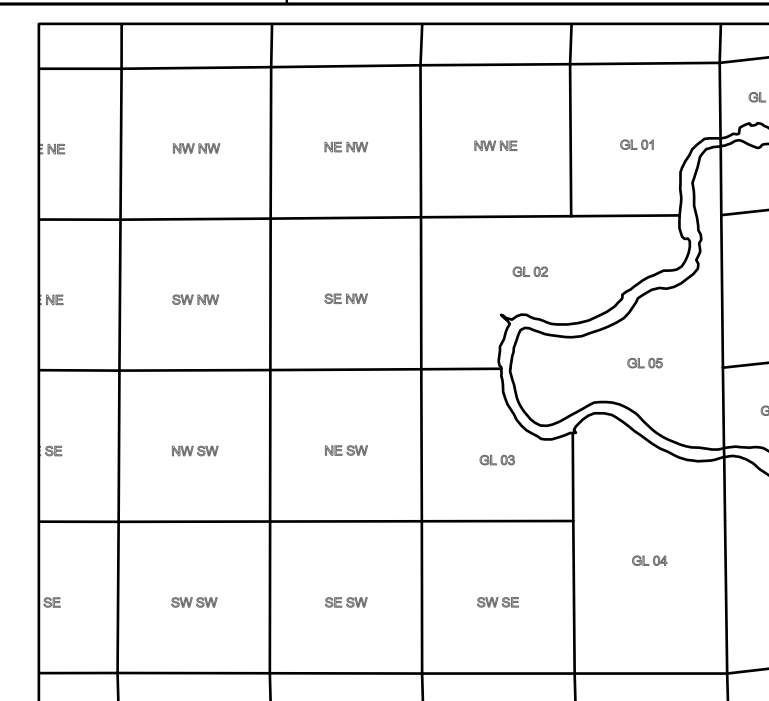 GL
E NE
NW NW
NE NW
NW NE
GL 01
NE
SW NW
SE NW
GL 02
GL 05
SE
NW SW
NE SW
GL 03
G
GL 04
SE
SW SW
SE SW
SW SE